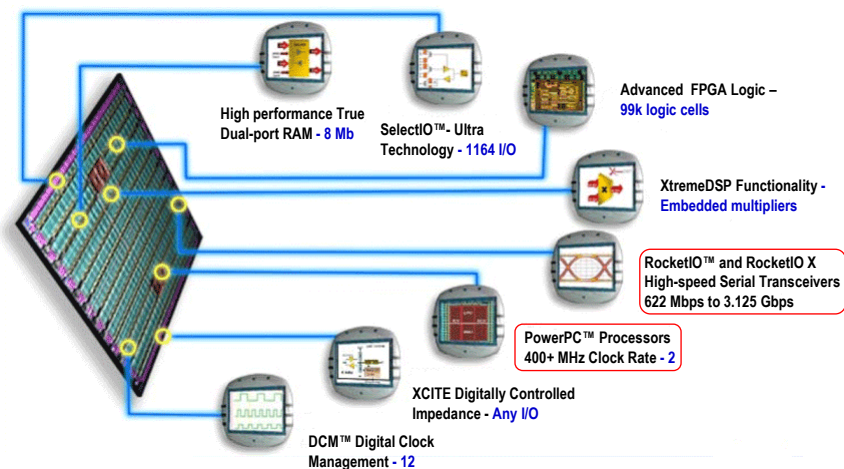 High performance True
Dual-port RAM - 8 Mb
SelectIO™- Ultra
Technology - 1164 I/O
Advanced FPGA Logic –
99k logic cells
XtremeDSP Functionality -
Embedded multipliers
RocketIO™ and RocketIO X
High-speed Serial Transceivers
622 Mbps to 3.125 Gbps
PowerPC™ Processors
400+ MHz Clock Rate - 2
XCITE Digitally Controlled
Impedance - Any I/O
DCM™ Digital Clock
Management - 12